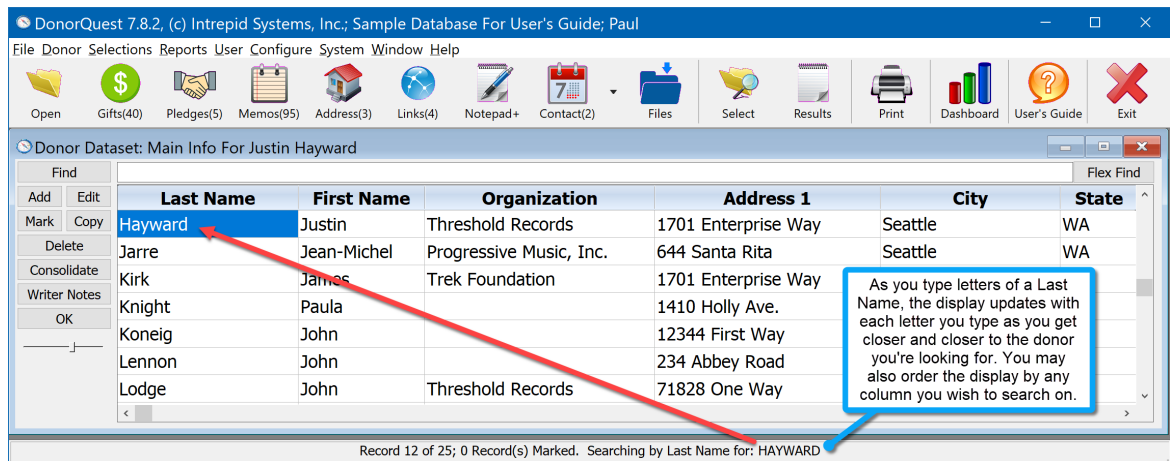 DonorQuest 7.8.2, (c) Intrepid Systems, Inc.; Sample Database For User's Guide; Paul
File Donor Selections Reports User Configure System Window Help
7
Open Gifts(40) Pledges(5) Memos(95) Address(3) Links(4) Notepad+ Contact(2) Files Select Results Print Dashboard User's Guide Exit
Donor Dataset: Main Info For Justin Hayward
Find Flex Find
Add Edit
Mark Copy
Delete
Consolidate
Writer Notes
OK
Last Name First Name Organization Address 1 City State
Hayward Justin Threshold Records 1701 Enterprise Way Seattle WA
Jarre Jean-Michel Progressive Music, Inc. 644 Santa Rita Seattle WA
Kirk James Trek Foundation 1701 Enterprise Way
Knight Paula 1410 Holly Ave.
Koneig John 12344 First Way
Lennon John 234 Abbey Road
Lodge John Threshold Records 71828 One Way
As you type letters of a Last
Name, the display updates with
each letter you type as you get
closer and closer to the donor
you're looking for. You may
also order the display by any
column you wish to search on.
Record 12 of 25; 0 Record(s) Marked. Searching by Last Name for: HAYWARD